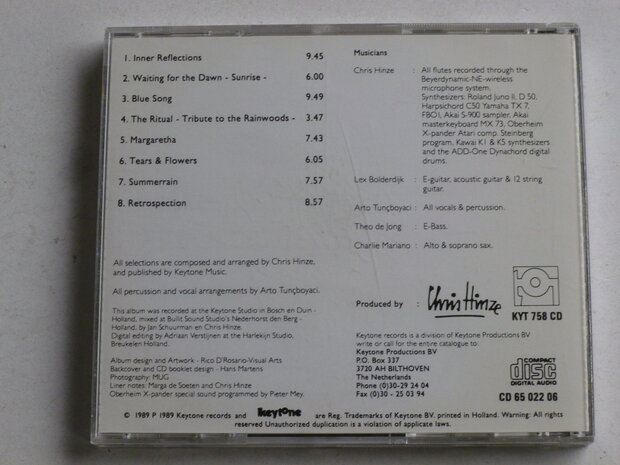 1. Inner Reflections 9.45
2. Waiting for the Dawn - Sunrise - 6.00
3. Blue Song 9.49
4. The Ritual - Tribute to the Rainwoods - 3.47
5. Margaretha 7.43
6. Tears & Flowers 6.05
7. Summerrain 7.57
8. Retrospection 8.57
All selections are composed and arranged by Chris Hinze,
and published by Keytone Music.
All percussion and vocal arrangements by Arto Tunçboyaci.
This album was recorded at the Keytone Studio in Bosch en Duin -
Holland, mixed at Bullit Sound Studio's Nederhorst den Berg -
Holland, by Jan Schuurman en Chris Hinze.
Digital editing by Adriaan Verstijnen at the Harlekijn Studio,
Breukelen Holland.
Album design and Artwork - Rico D'Rosario-Visual Arts
Backcover and CD booklet design - Hans Martens
Photography: MUG
Liner notes: Marga de Soeten and Chris Hinze
Oberheim X-pander special sound programmed by Pieter Mey.
Musicians
Chris Hinze : All flutes recorded through the
Beyerdynamic-NE-wireless
microphone system.
Synthesizers: Roland Juno II, D 50,
Harpsichord C50 Yamaha TX 7,
FBO1, Akai S-900 sampler, Akai
masterkeyboard MX 73, Oberheim
X-pander Atari comp. Steinberg
program, Kawai K1 & K5 synthesizers
and the ADD-One Dynachord digital
drums.
Lex Bolderdijk : E-guitar, acoustic guitar & 12 string
guitar.
Arto Tunçboyaci : All vocals & percussion.
Theo de Jong : E-Bass.
Charlie Mariano : Alto & soprano sax.
Produced by : Chris Hinze
KYT 758 CD
Keytone records is a division of Keytone Productions BV
write or call for the entire catalogue to:
Keytone Productions BV
P.O. Box 337
3720 AH BILTHOVEN
The Netherlands
Phone (0)30-29 24 04
Fax (0)30 - 25 03 94
COMPACT
disc
DIGITAL AUDIO
CD 65 022 06
© 1989 P 1989 Keytone records and keytone are Reg. Trademarks of Keytone BV. printed in Holland. Warning: All rights
reserved Unauthorized duplication is a violation of applicable laws.